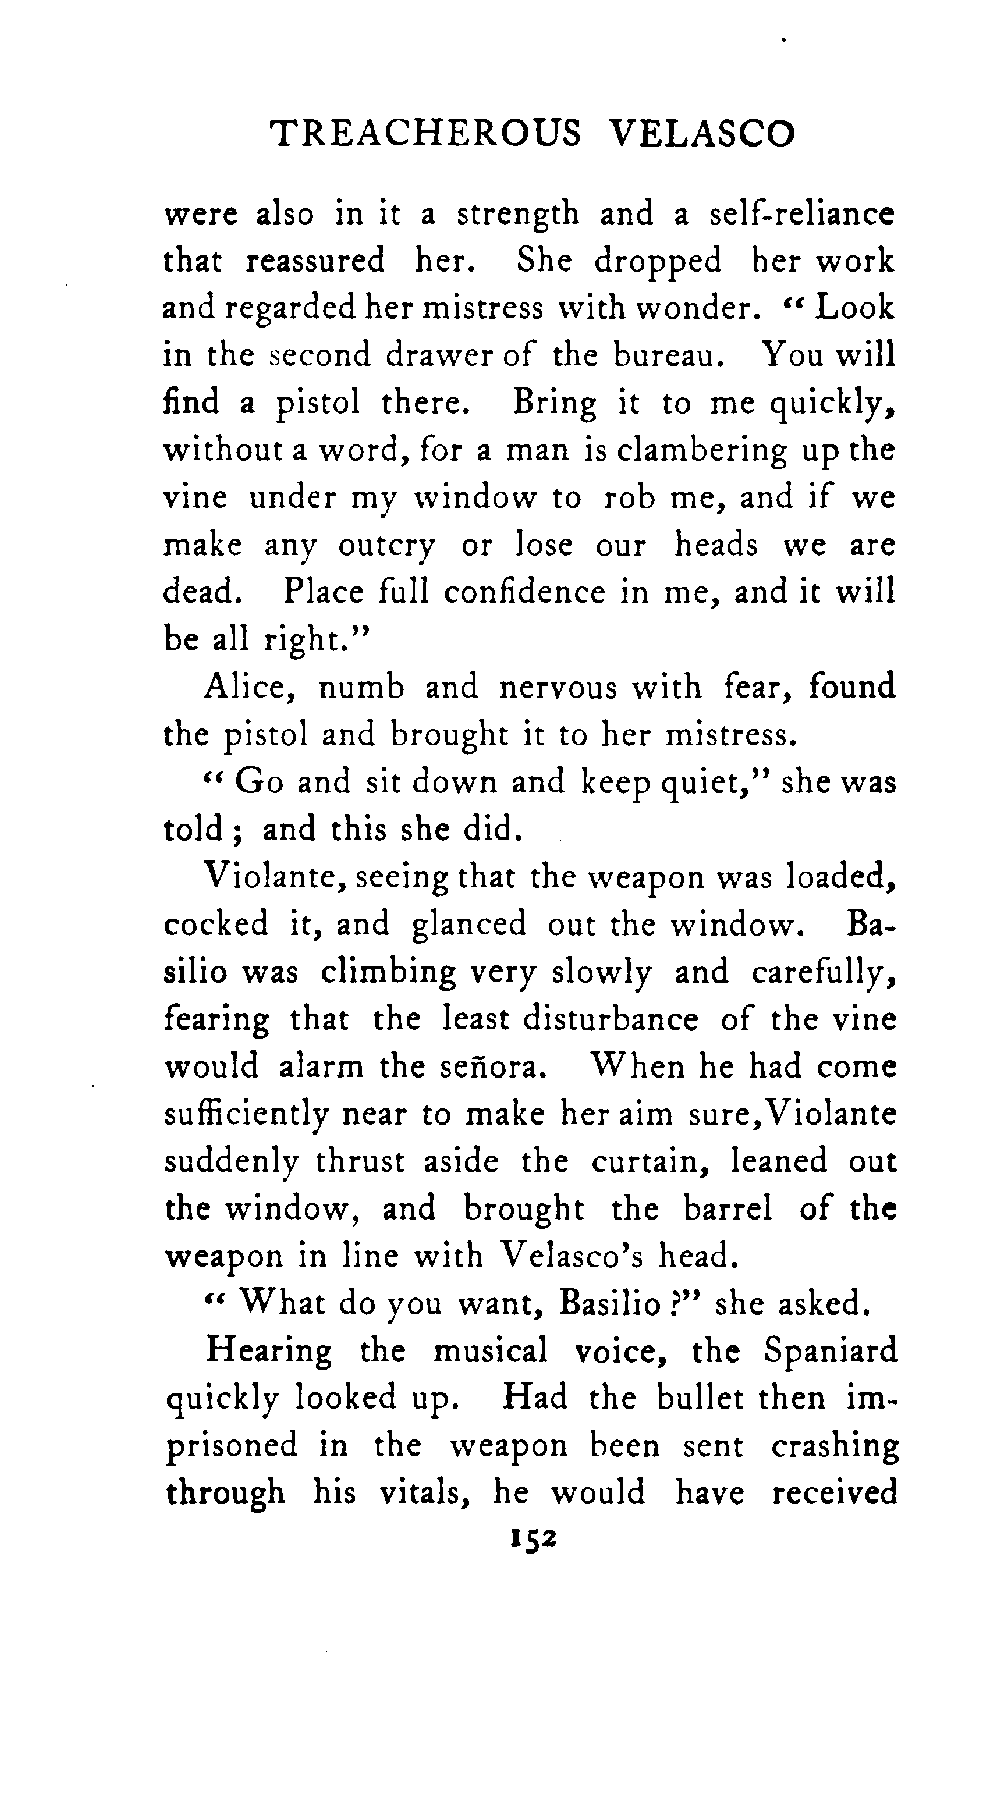 TREACHEROUS VELASCO
were also in it a strength and a self-reliance
that reassured her. She dropped her work
and regarded her mistress with wonder. “ Look
in the second drawer of the bureau. You will
find a pistol there. Bring it to me quickly,
without a word, for a man is clambering up the
vine under my window to rob me, and if we
make any outcry or lose our heads we are
dead. Place full confidence in me, and it will
be all right.”
Alice, numb and nervous with fear, found
the pistol and brought it to her mistress.
“ Go and sit down and keep quiet,” she was
told ; and this she did.
Violante, seeing that the weapon was loaded,
cocked it, and glanced out the window. Ba-
silio was climbing very slowly and carefully,
fearing that the least disturbance of the vine
would alarm the señora. When he had come
sufficiently near to make her aim sure,Violante
suddenly thrust aside the curtain, leaned out
the window, and brought the barrel of the
weapon in line with Velasco’s head.
“ What do you want, Basilio ?” she asked.
Hearing the musical voice, the Spaniard
quickly looked up. Had the bullet then im-
prisoned in the weapon been sent crashing
through his vitals, he would have received
152